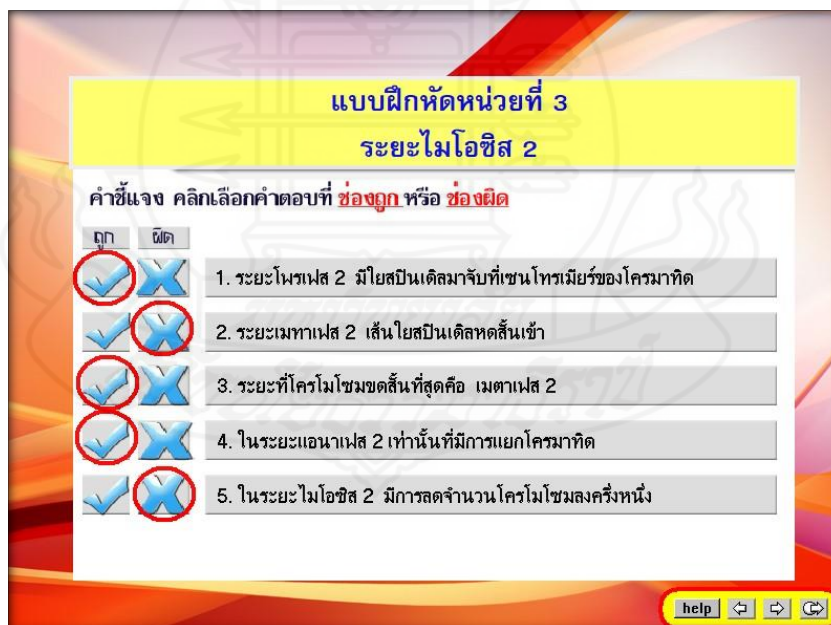 แบบฝึกหัดหน่วยที่ 3
ระยะไมโอซิส 2
คำชี้แจง คลิกเลือกคำตอบที่ ช่องถูก หรือ ช่องผิด
ถูก ผิด
1. ระยะโพรเฟส 2 มีใยสปินเดิลมาจับที่เซนโทรเมียร์ของโครมาทิด
2. ระยะเมทาเฟส 2 เส้นใยสปินเดิลหดสั้นเข้า
3. ระยะที่โครโมโซมขดสั้นที่สุดคือ เมตาเฟส 2
4. ในระยะแอนาเฟส 2 เท่านั้นที่มีการแยกโครมาทิด
5. ในระยะไมโอซิส 2 มีการลดจำนวนโครโมโซมลงครึ่งหนึ่ง
help